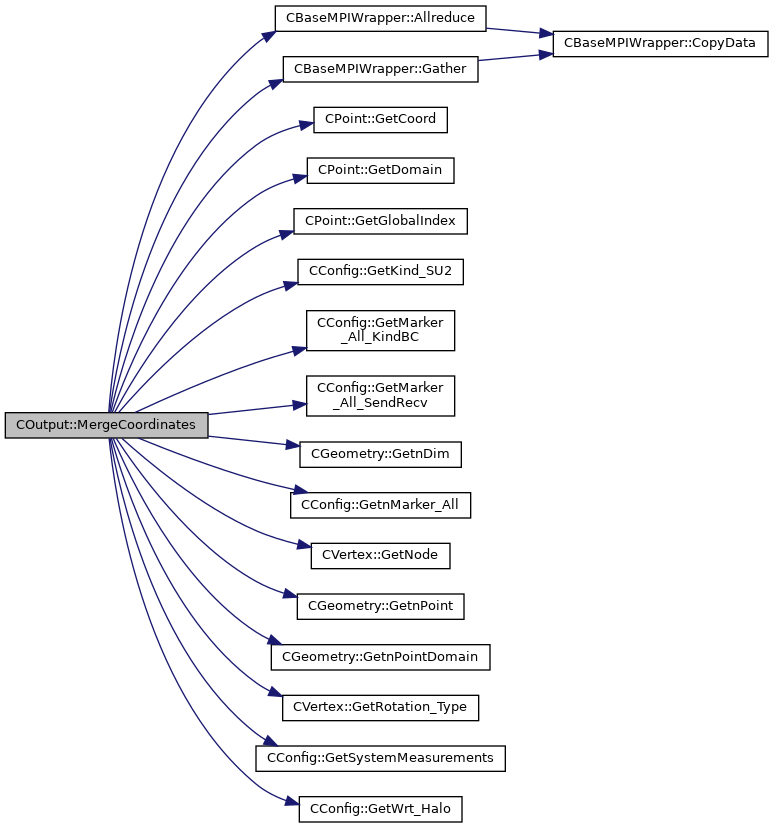 CBaseMPIWrapper::Allreduce
CBaseMPIWrapper::CopyData
CBaseMPIWrapper::Gather
CPoint::GetCoord
CPoint::GetDomain
CPoint::GetGlobalIndex
CConfig::GetKind_SU2
CConfig::GetMarker
_All_KindBC
CConfig::GetMarker
_All_SendRecv
COutput::MergeCoordinates
CGeometry::GetnDim
CConfig::GetnMarker_All
CVertex::GetNode
CGeometry::GetnPoint
CGeometry::GetnPointDomain
CVertex::GetRotation_Type
CConfig::GetSystemMeasurements
CConfig::GetWrt_Halo